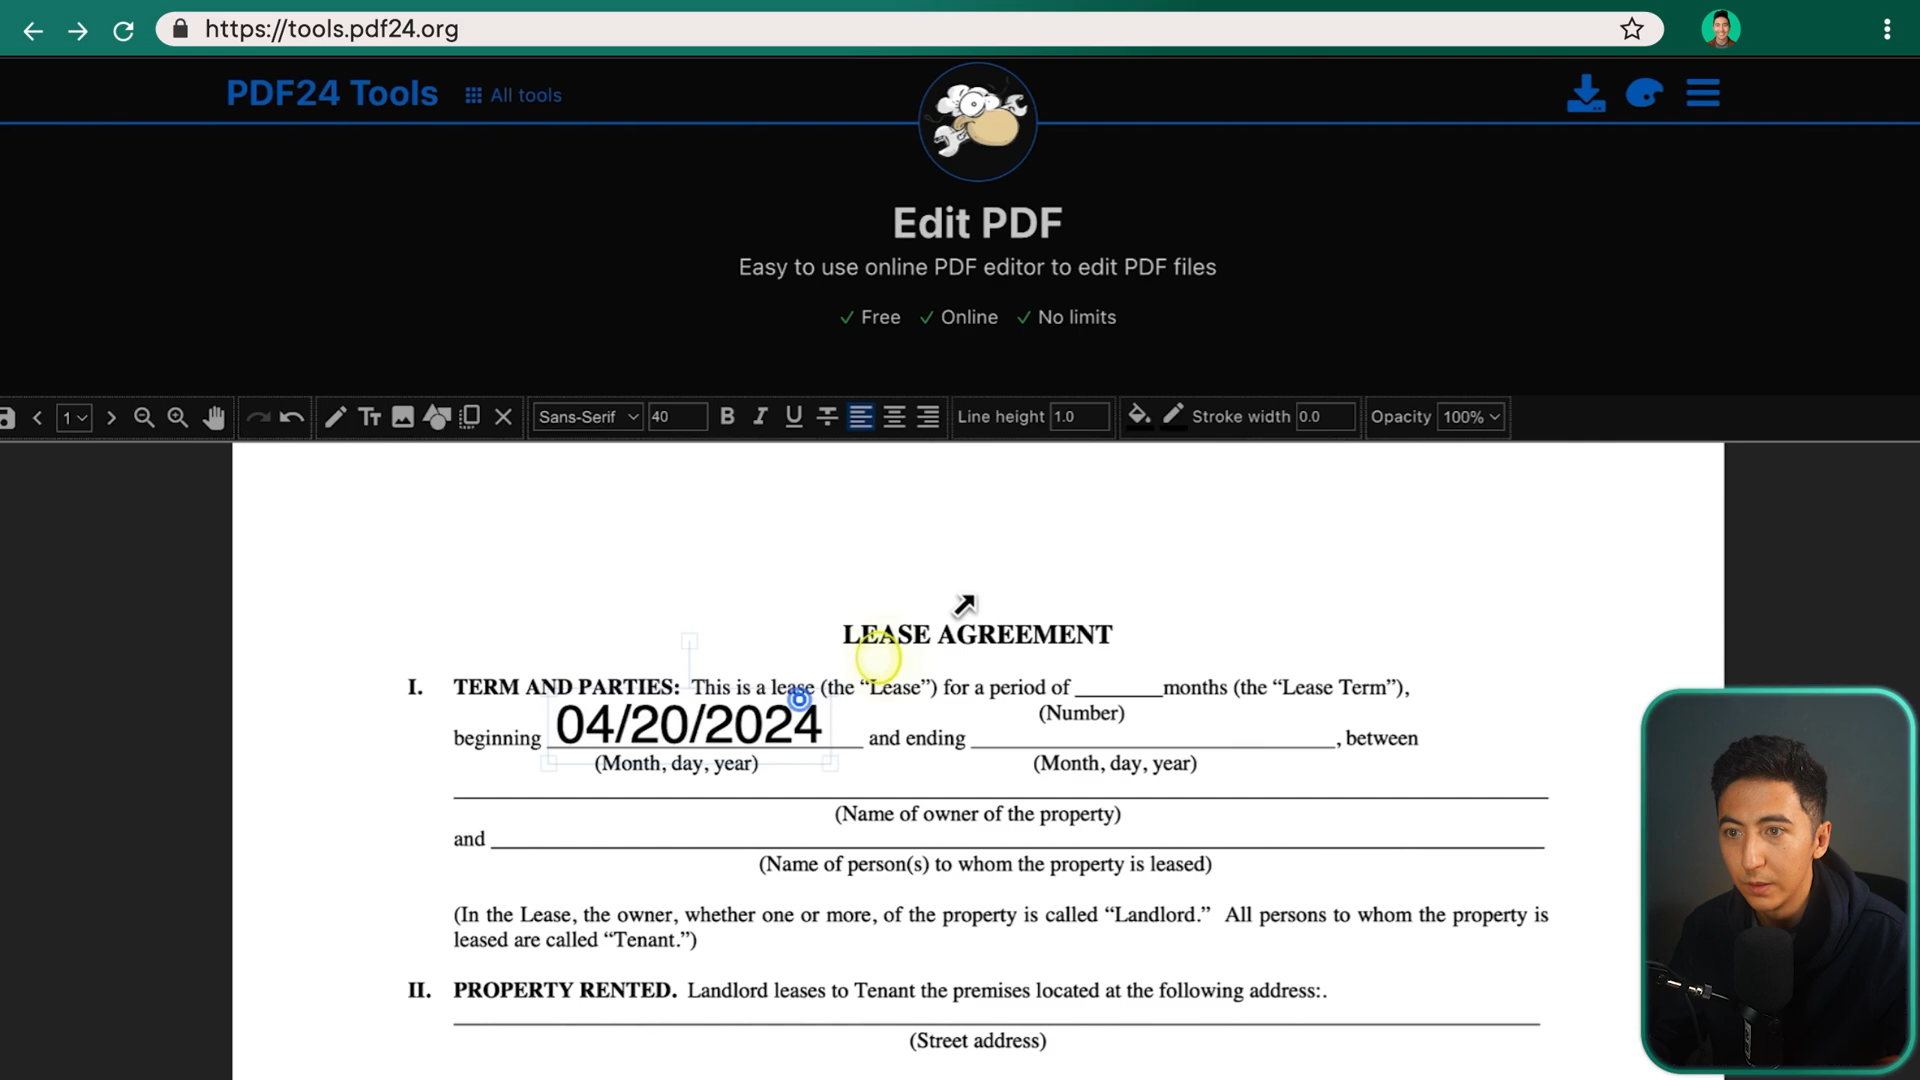 https://tools.pdf24.org
PDF24 Tools All tools
Edit PDF
Easy to use online PDF editor to edit PDF files
✓ Free ✓ Online ✓ No limits
1 Sans-Serif 40 B I U Line height 1.0 Stroke width 0.0 Opacity 100%
LEASE AGREEMENT
I. TERM AND PARTIES: This is a lease (the “Lease”) for a period of ________months (the “Lease Term”),
(Number)
beginning 04/20/2024 and ending ________, between
(Month, day, year) (Month, day, year)
(Name of owner of the property)
and
(Name of person(s) to whom the property is leased)
(In the Lease, the owner, whether one or more, of the property is called “Landlord.” All persons to whom the property is
leased are called “Tenant.”)
II. PROPERTY RENTED. Landlord leases to Tenant the premises located at the following address:.
(Street address)